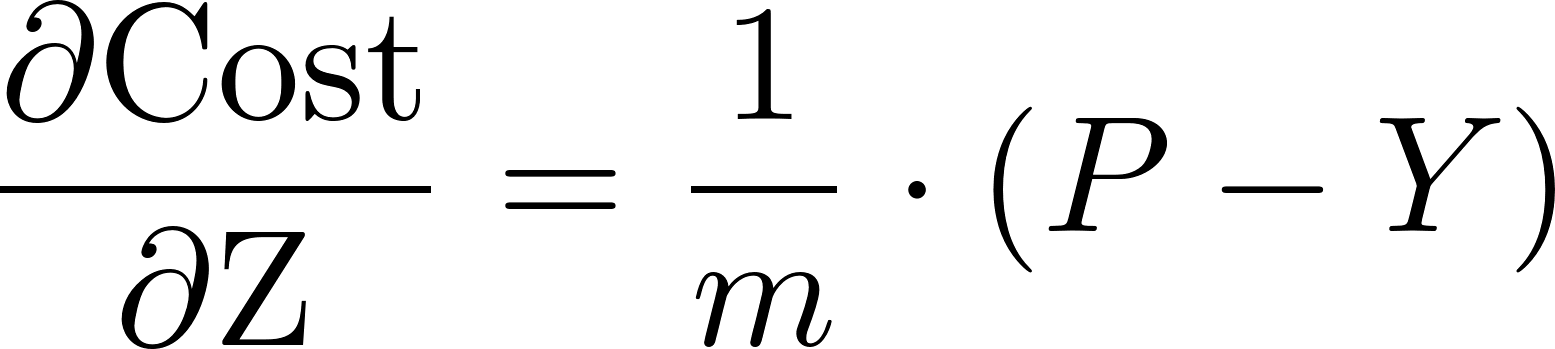 ∂Cost/∂Z = 1/m · (P − Y)